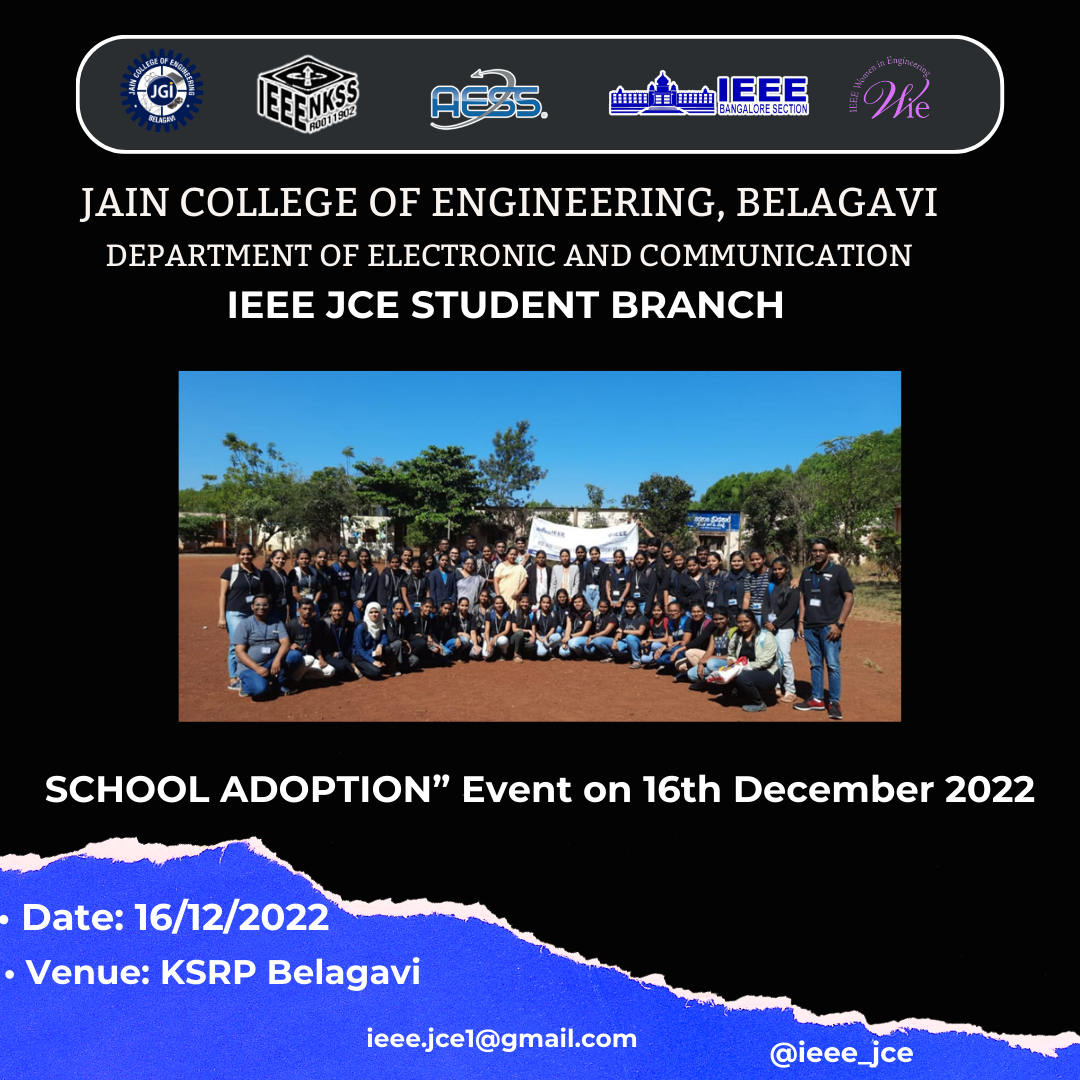 JAIN COLLEGE OF ENGINEERING
JGI
BELAGAVI
IEEENKSS
R0011902
AESS
IEEE
BANGALORE SECTION
IEEE Women in Engineering
Wie
JAIN COLLEGE OF ENGINEERING, BELAGAVI
DEPARTMENT OF ELECTRONIC AND COMMUNICATION
IEEE JCE STUDENT BRANCH
IEEE
IEEE
SCHOOL ADOPTION” Event on 16th December 2022
• Date: 16/12/2022
• Venue: KSRP Belagavi
ieee.jce1@gmail.com
@ieee_jce